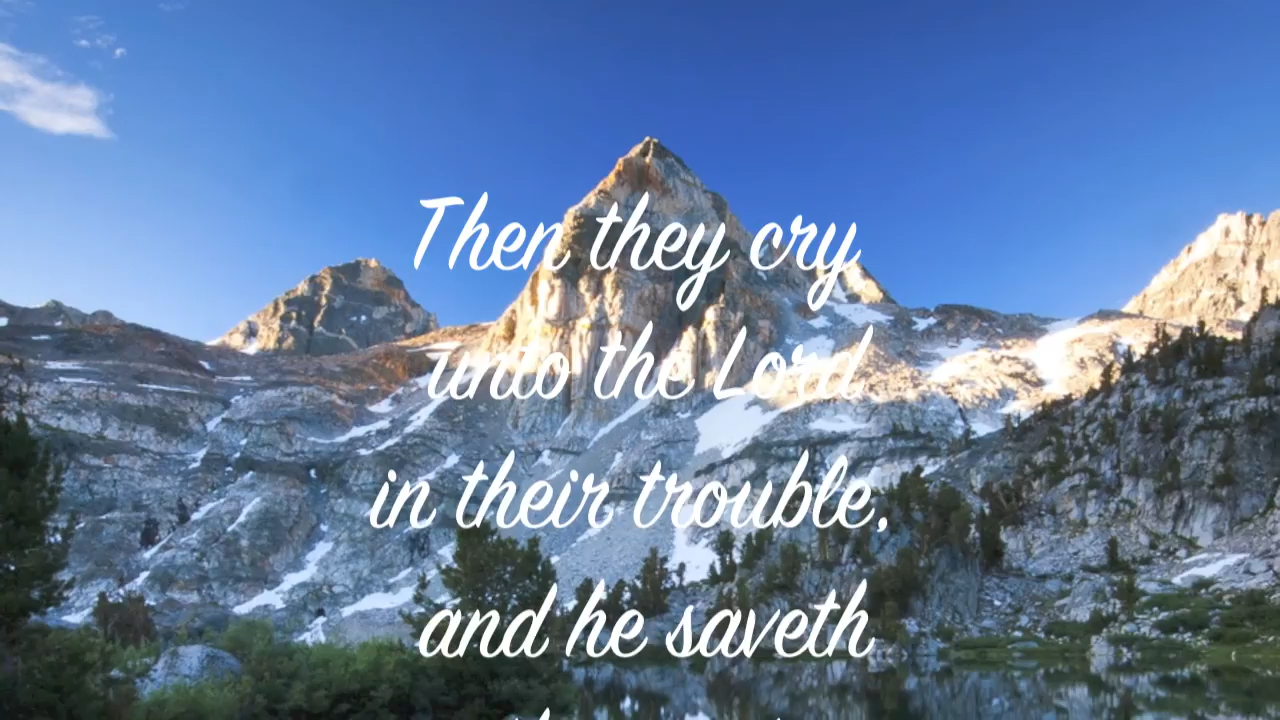 Then they cry
unto the Lord
in their trouble,
and he saveth